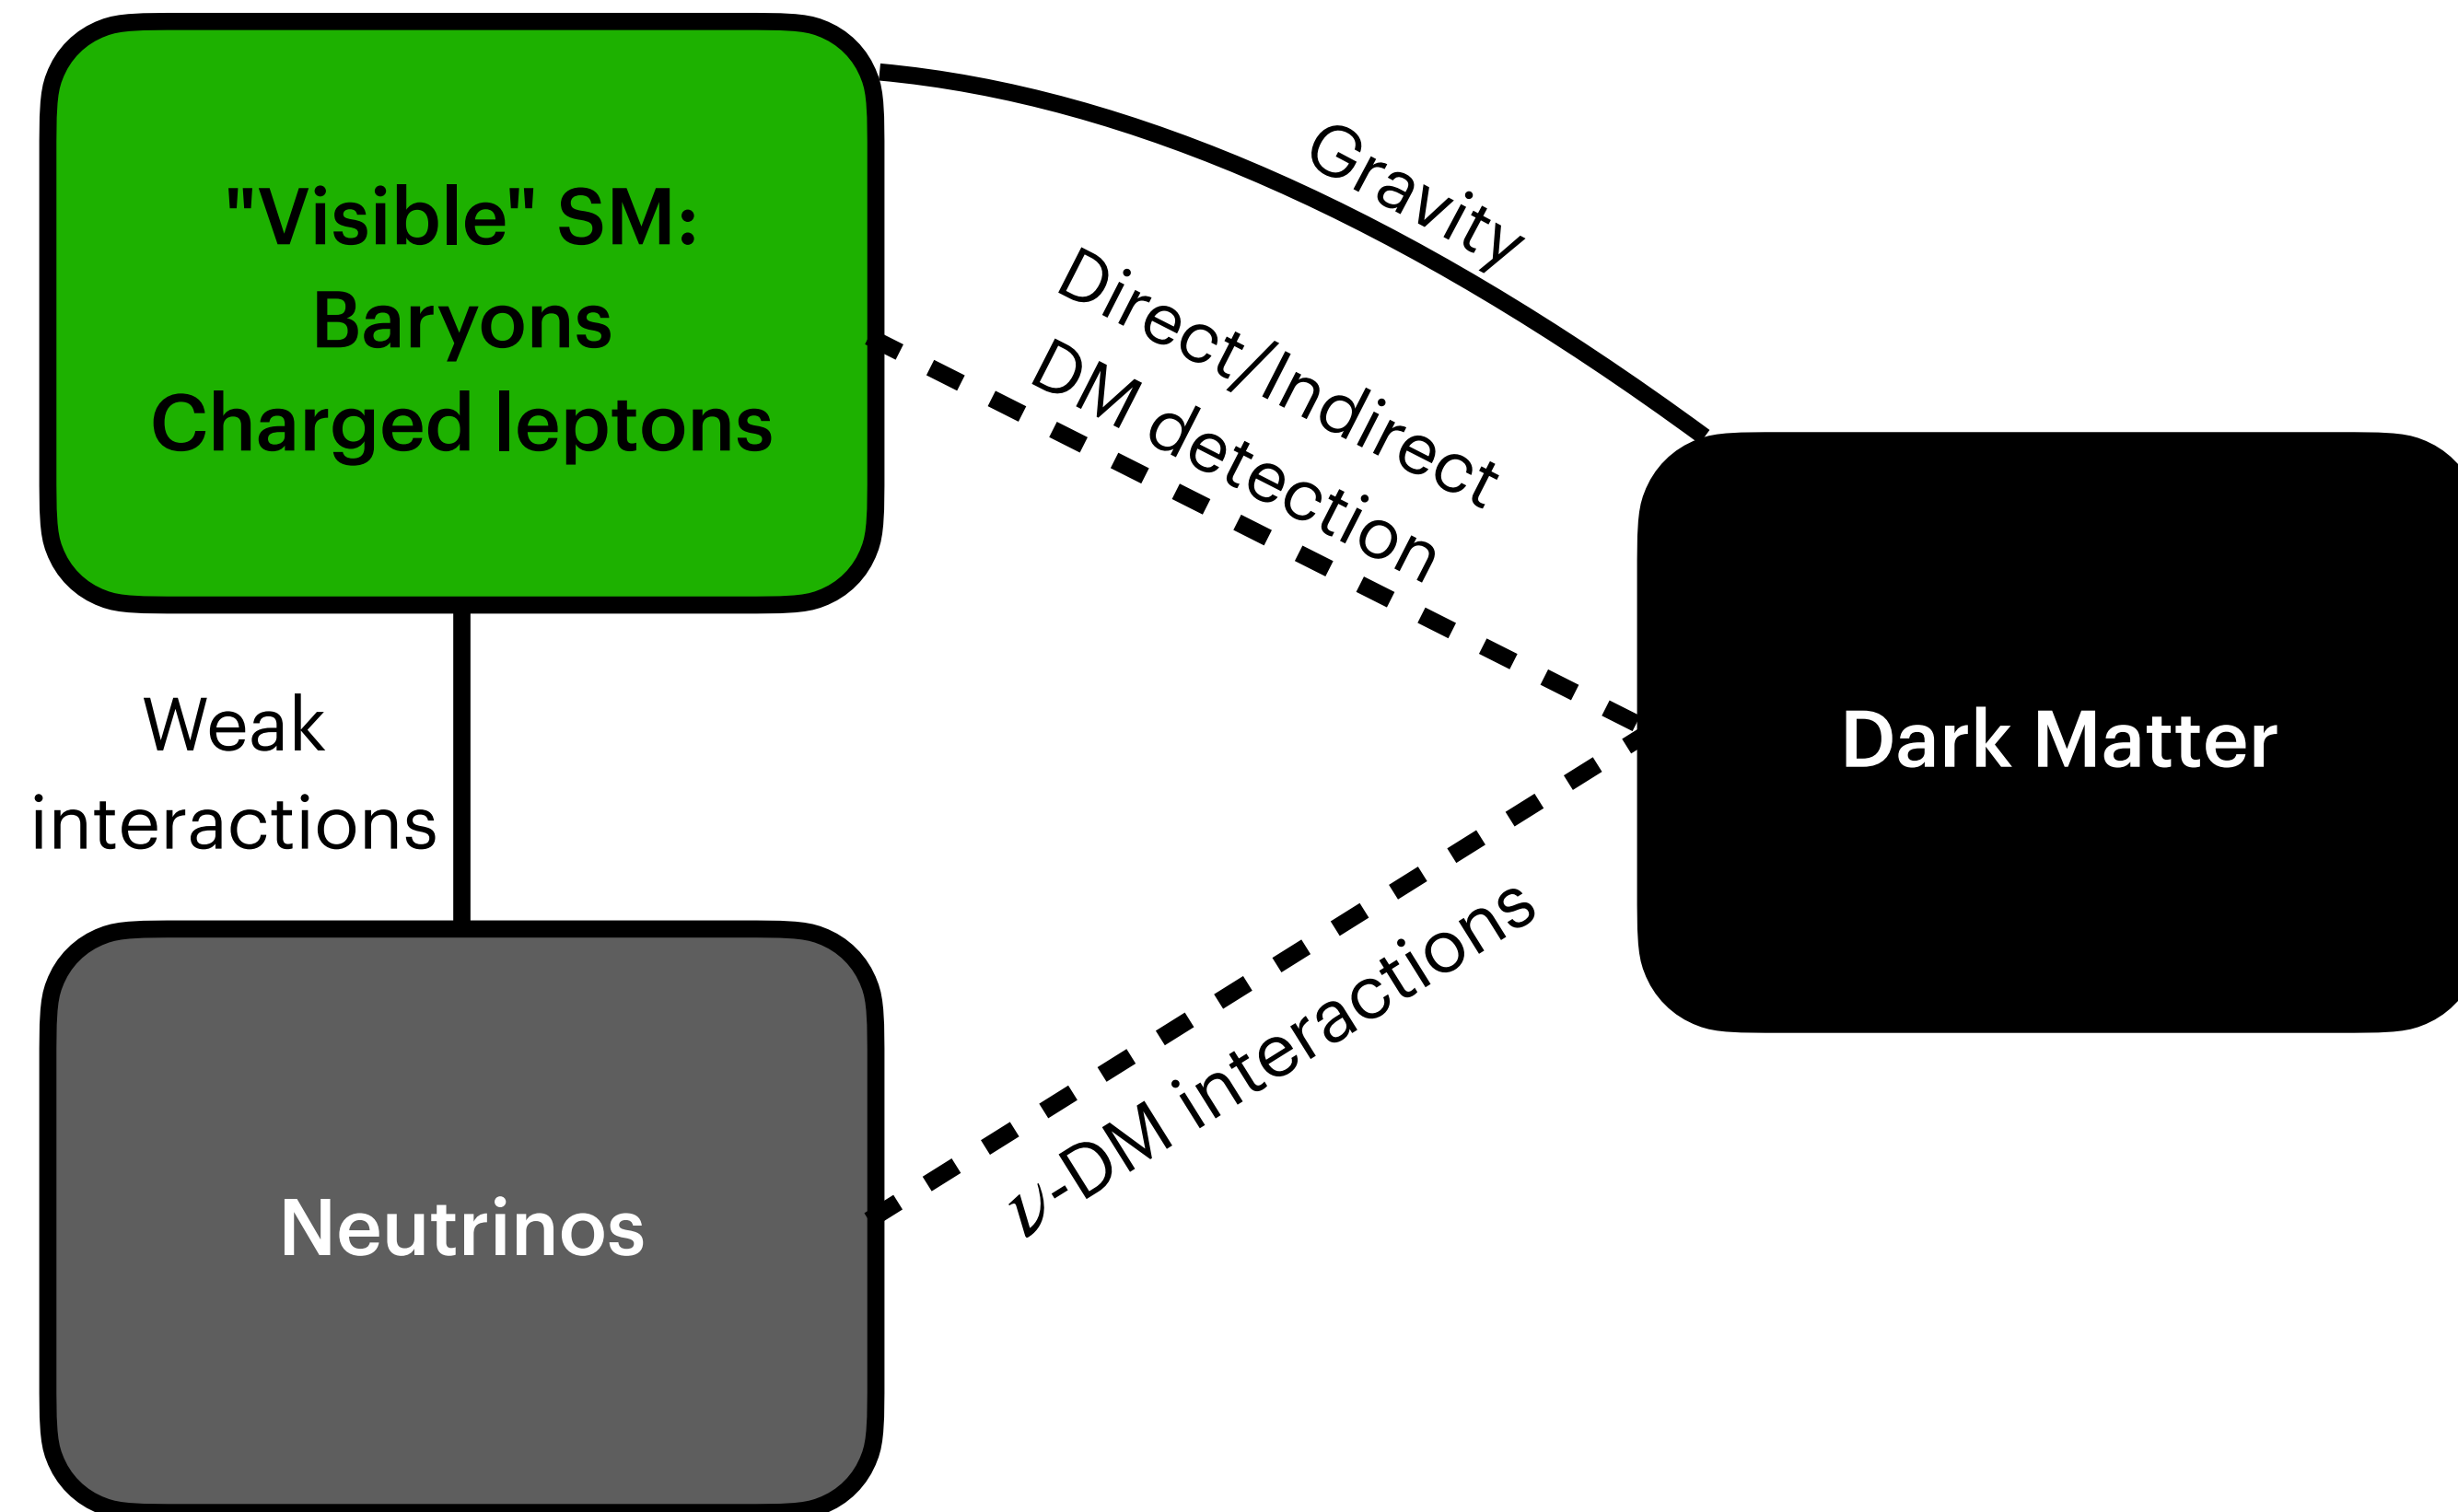 "Visible" SM:
Baryons
Charged leptons
Gravity
Direct/Indirect
DM detection
Weak
interactions
Dark Matter
ν-DM interactions
Neutrinos